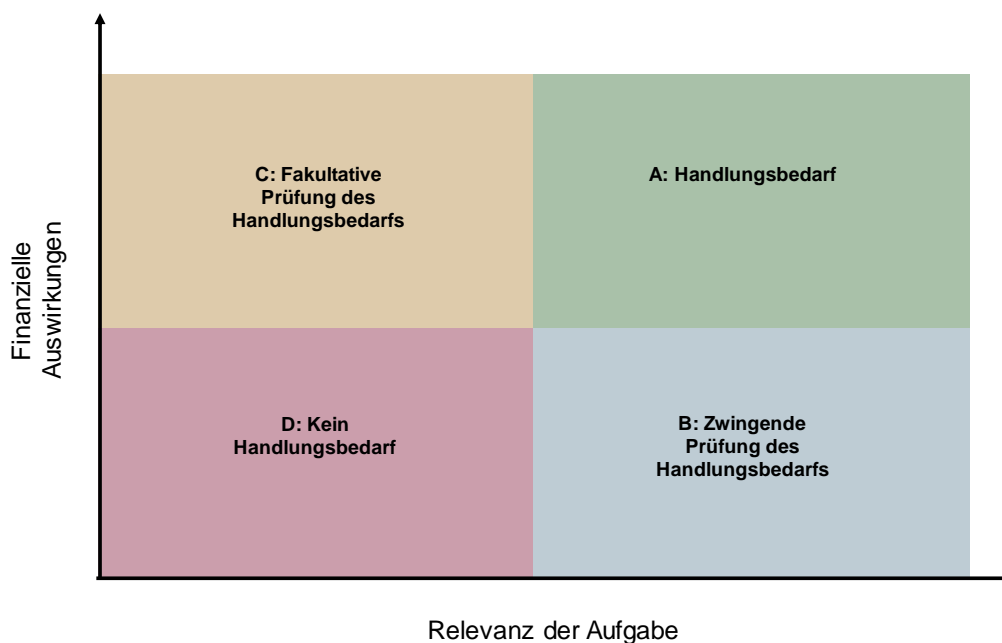 C: Fakultative
Prüfung des
Handlungsbedarfs
A: Handlungsbedarf
Finanzielle
Auswirkungen
D: Kein
Handlungsbedarf
B: Zwingende
Prüfung des
Handlungsbedarfs
Relevanz der Aufgabe